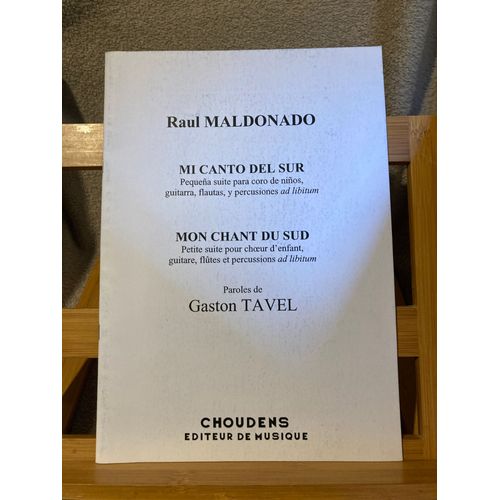 Raul MALDONADO
MI CANTO DEL SUR
Pequeña suite para coro de niños,
guitarra, flautas, y percusiones ad libitum
MON CHANT DU SUD
Petite suite pour chœur d'enfant,
guitare, flûtes et percussions ad libitum
Paroles de
Gaston TAVEL
CHOUDENS
EDITEUR DE MUSIQUE